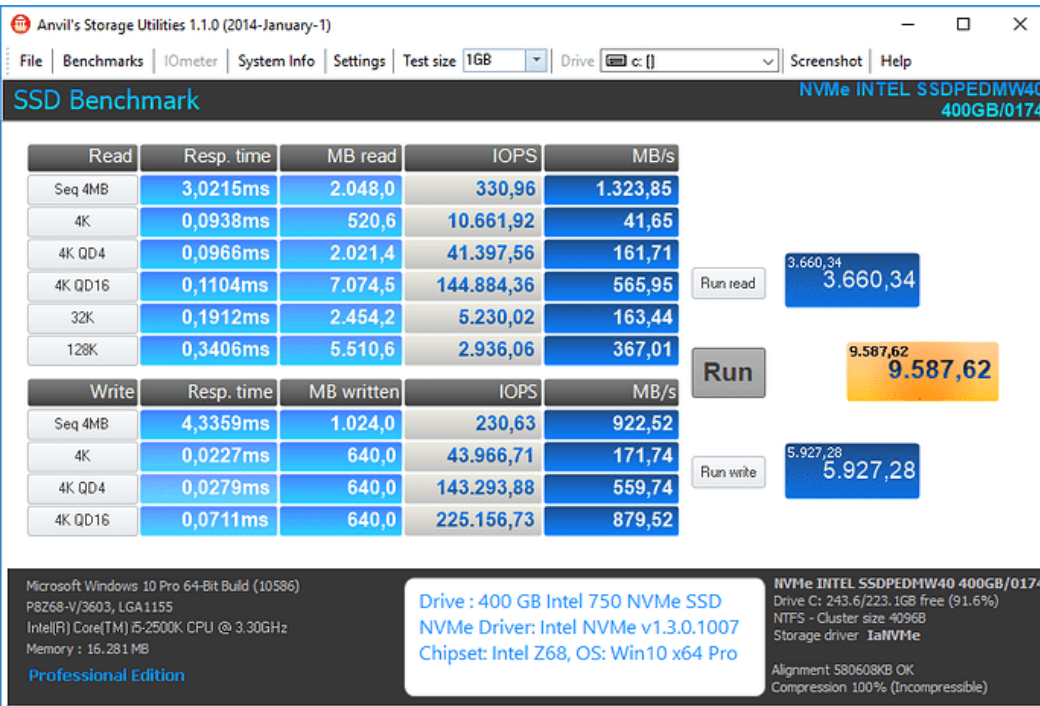 Anvil's Storage Utilities 1.1.0 (2014-January-1)
File Benchmarks IOmeter System Info Settings Test size 1GB Drive c: [] Screenshot Help
SSD Benchmark
NVMe INTEL SSDPEDMW40
400GB/0174
Read Resp. time MB read IOPS MB/s
Seq 4MB 3,0215ms 2.048,0 330,96 1.323,85
4K 0,0938ms 520,6 10.661,92 41,65
4K QD4 0,0966ms 2.021,4 41.397,56 161,71
4K QD16 0,1104ms 7.074,5 144.884,36 565,95
32K 0,1912ms 2.454,2 5.230,02 163,44
128K 0,3406ms 5.510,6 2.936,06 367,01
Run read
3.660,34
3.660,34
Run
9.587,62
9.587,62
Write Resp. time MB written IOPS MB/s
Seq 4MB 4,3359ms 1.024,0 230,63 922,52
4K 0,0227ms 640,0 43.966,71 171,74
4K QD4 0,0279ms 640,0 143.293,88 559,74
4K QD16 0,0711ms 640,0 225.156,73 879,52
Run write
5.927,28
5.927,28
Microsoft Windows 10 Pro 64-Bit Build (10586)
P8Z68-V/3603, LGA1155
Intel(R) Core(TM) i5-2500K CPU @ 3.30GHz
Memory : 16.281 MB
Professional Edition
Drive : 400 GB Intel 750 NVMe SSD
NVMe Driver: Intel NVMe v1.3.0.1007
Chipset: Intel Z68, OS: Win10 x64 Pro
NVMe INTEL SSDPEDMW40 400GB/0174
Drive C: 243.6/223.1GB free (91.6%)
NTFS - Cluster size 4096B
Storage driver IaNVMe
Alignment 580608KB OK
Compression 100% (Incompressible)